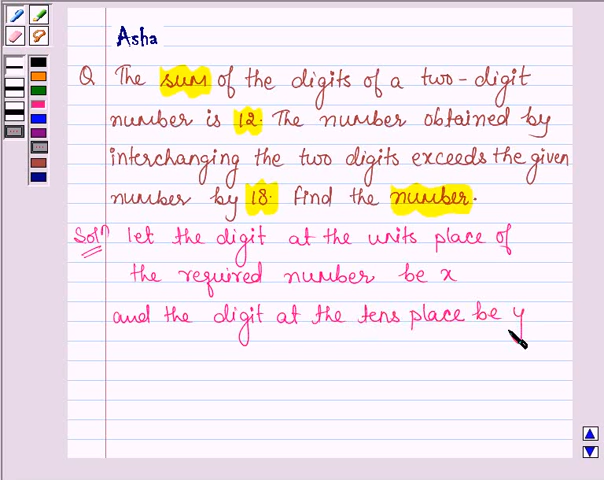 Asha
Q The sum of the digits of a two-digit
number is 12. The number obtained by
interchanging the two digits exceeds the given
number by 18. Find the number.
Solⁿ let the digit at the units place of
the required number be x
and the digit at the tens place be y